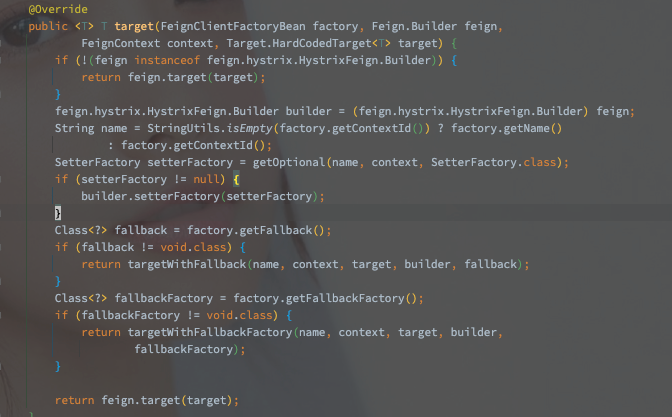 @Override
public <T> T target(FeignClientFactoryBean factory, Feign.Builder feign,
        FeignContext context, Target.HardCodedTarget<T> target) {
    if (!(feign instanceof feign.hystrix.HystrixFeign.Builder)) {
        return feign.target(target);
    }
    feign.hystrix.HystrixFeign.Builder builder = (feign.hystrix.HystrixFeign.Builder) feign;
    String name = StringUtils.isEmpty(factory.getContextId()) ? factory.getName()
            : factory.getContextId();
    SetterFactory setterFactory = getOptional(name, context, SetterFactory.class);
    if (setterFactory != null) {
        builder.setterFactory(setterFactory);
    }
    Class<?> fallback = factory.getFallback();
    if (fallback != void.class) {
        return targetWithFallback(name, context, target, builder, fallback);
    }
    Class<?> fallbackFactory = factory.getFallbackFactory();
    if (fallbackFactory != void.class) {
        return targetWithFallbackFactory(name, context, target, builder,
                fallbackFactory);
    }

    return feign.target(target);
}